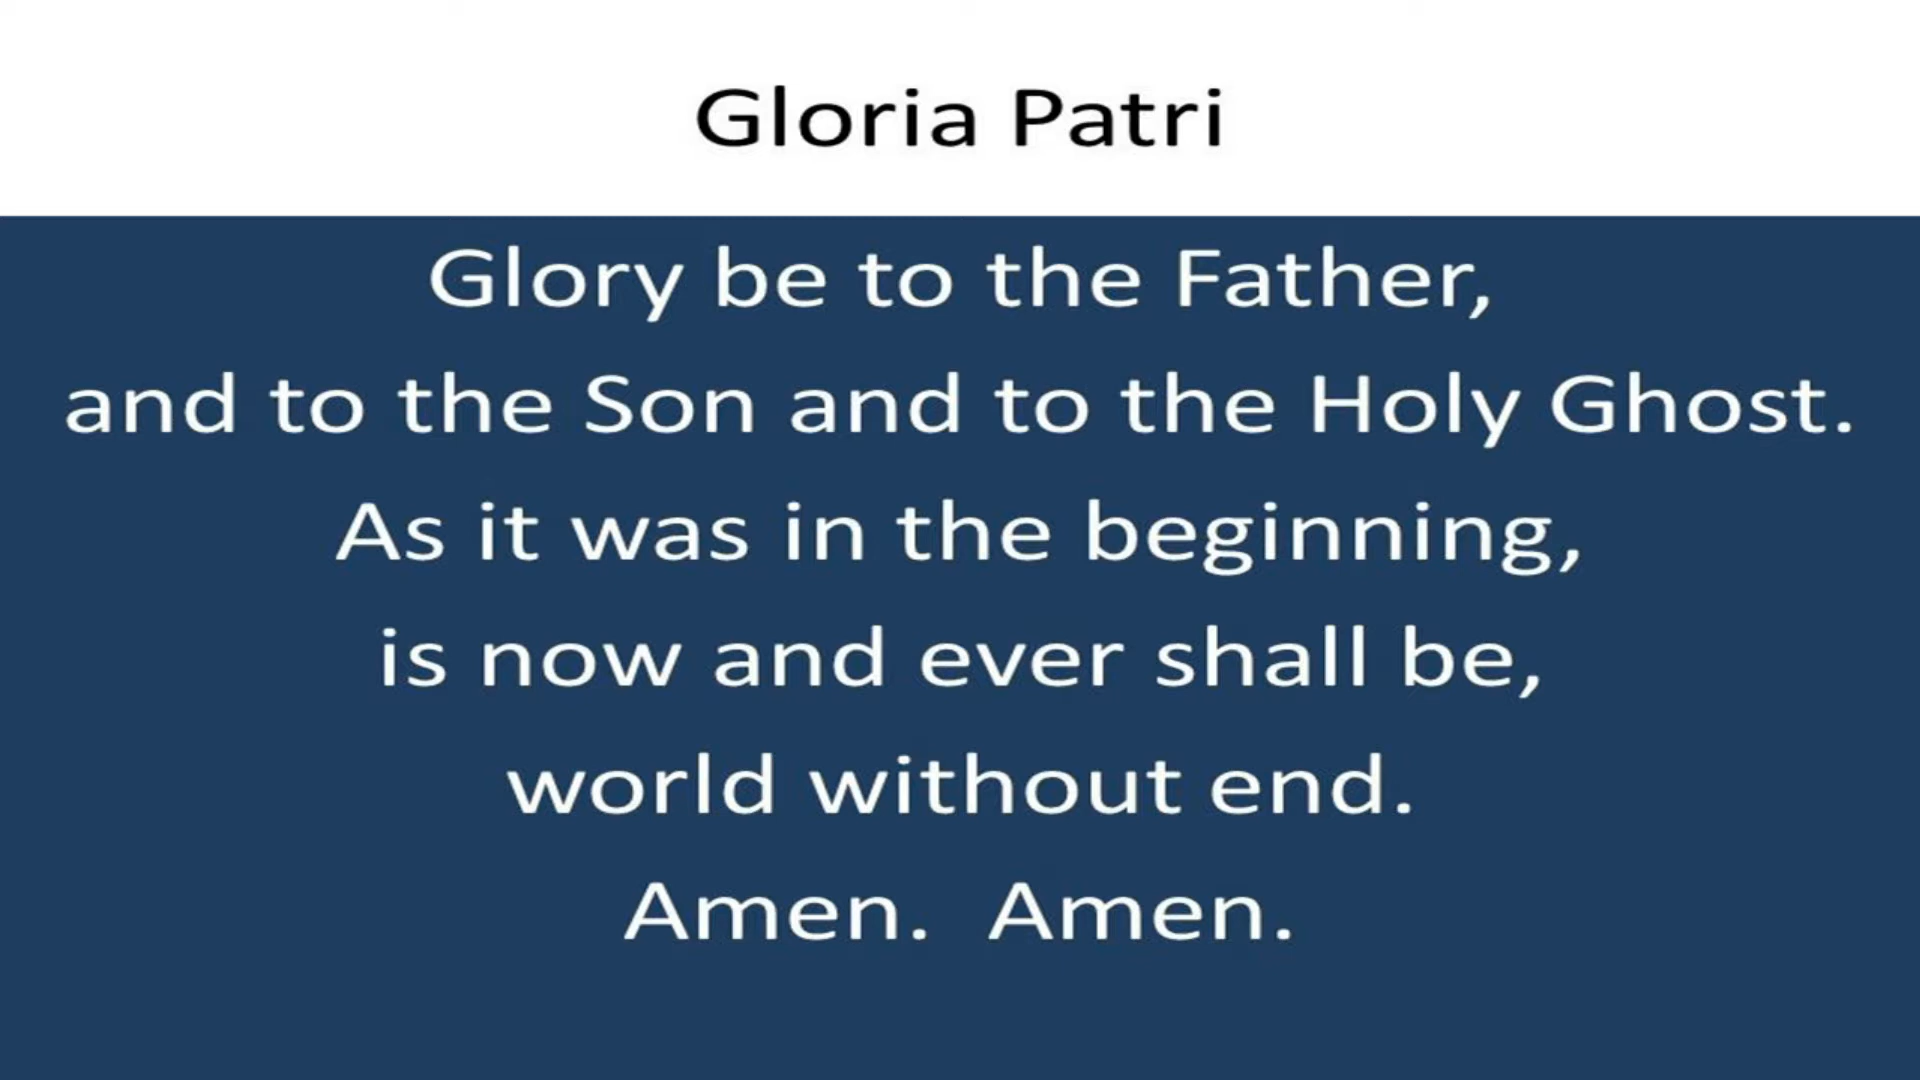 Gloria Patri
Glory be to the Father,
and to the Son and to the Holy Ghost.
As it was in the beginning,
is now and ever shall be,
world without end.
Amen.  Amen.